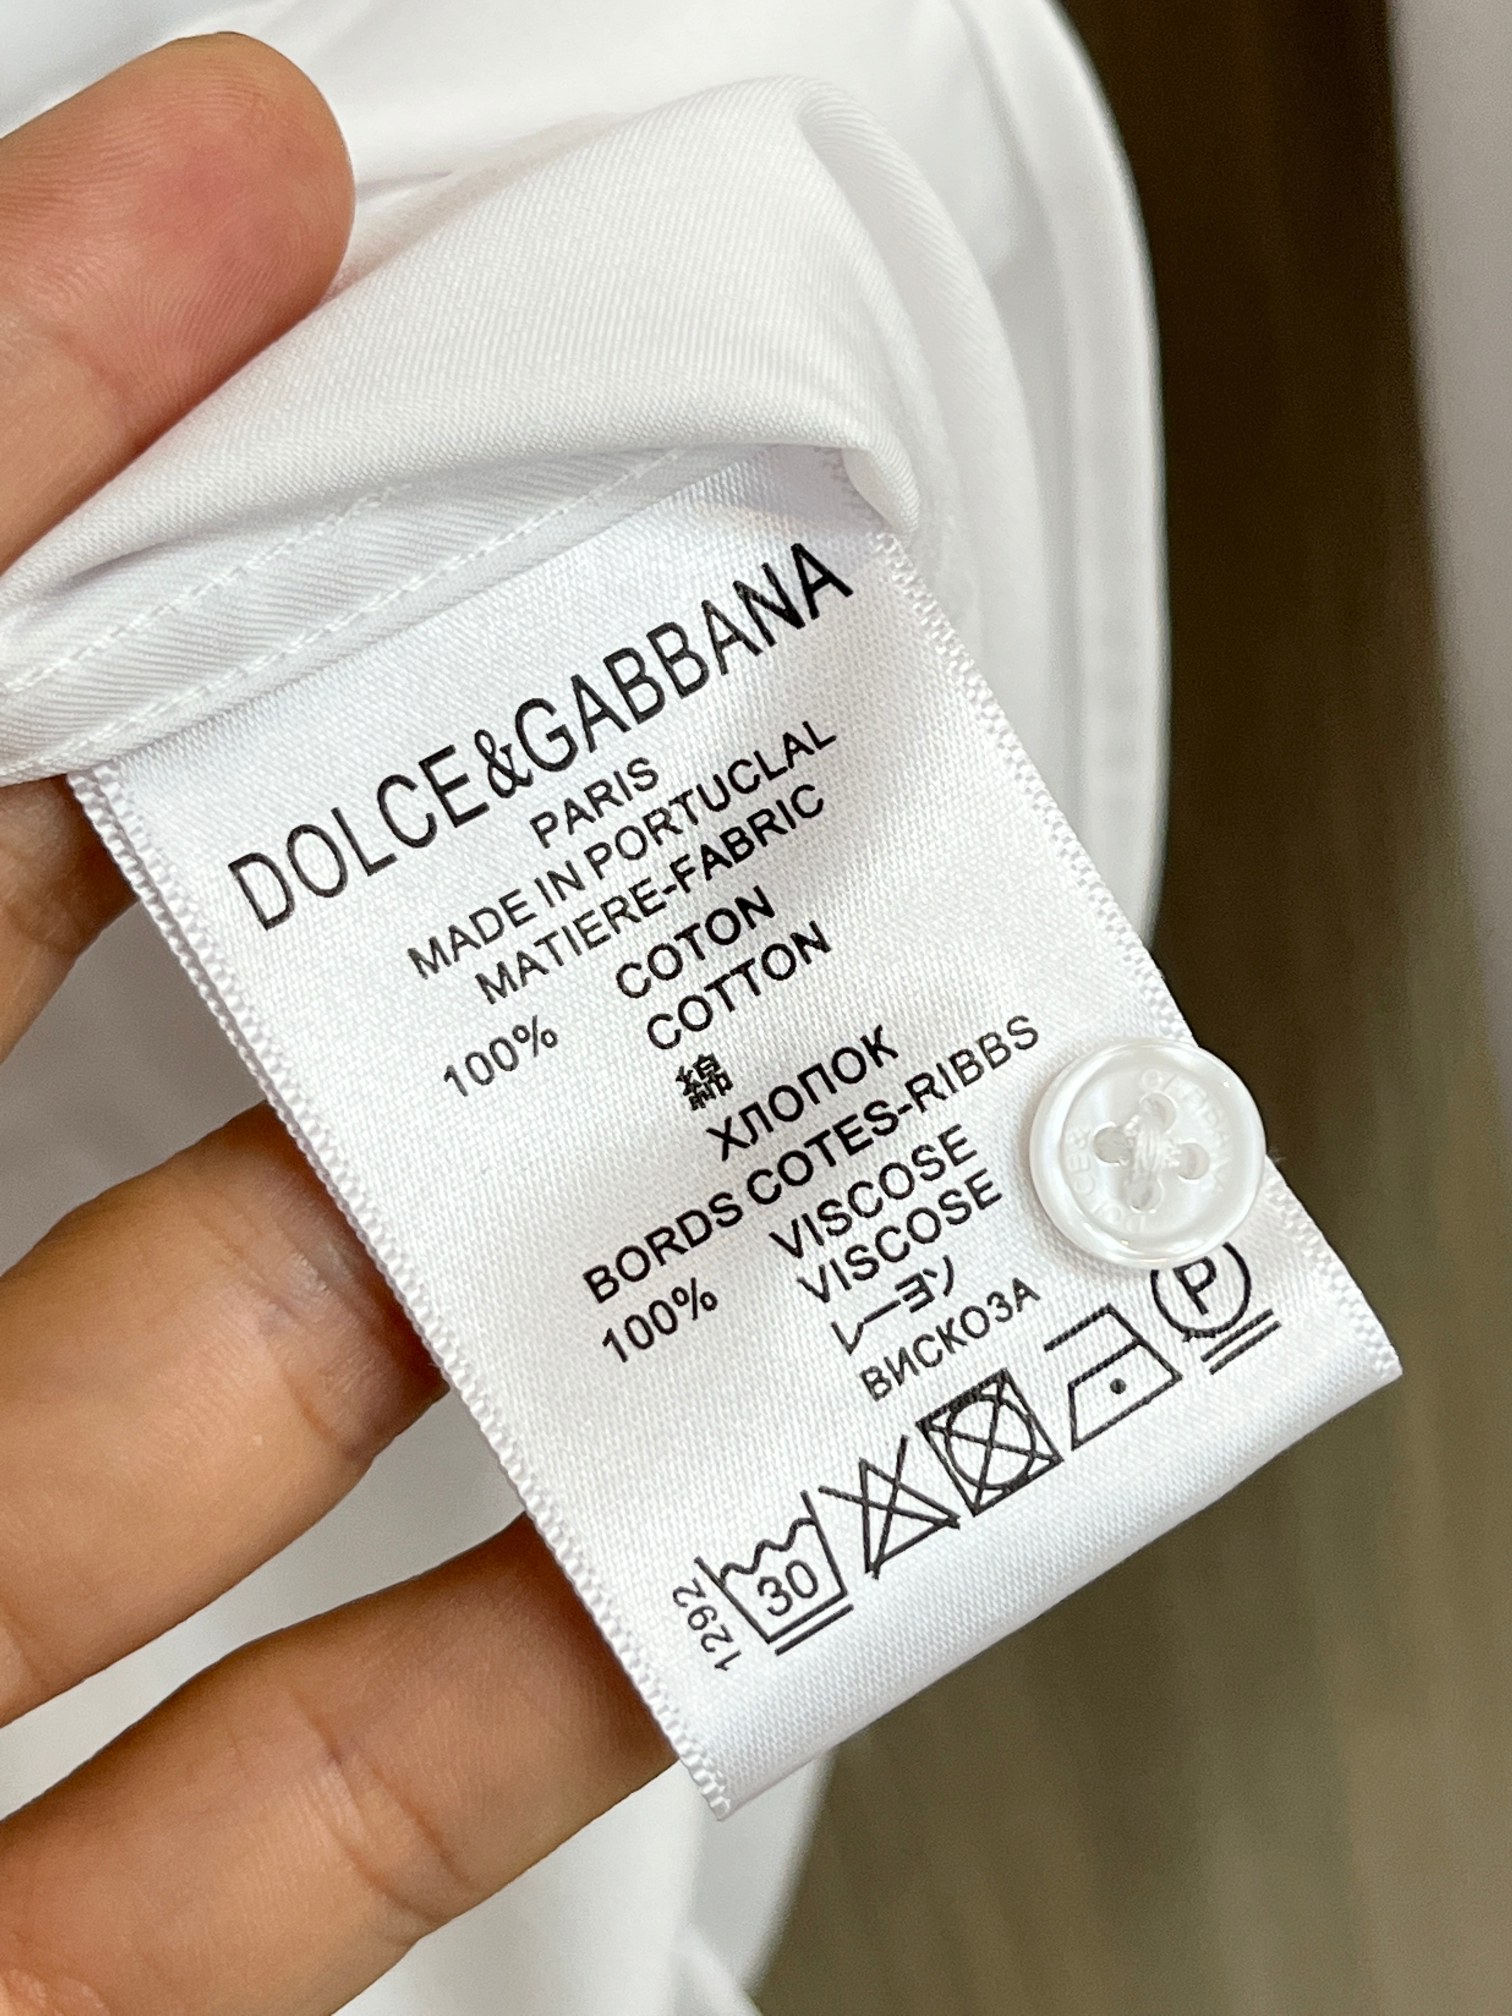 DOLCE&GABBANA
PARIS
MADE IN PORTUCLAL
MATIERE-FABRIC
100% COTON
COTTON
綿
ХЛОПОК
BORDS COTES-RIBBS
100% VISCOSE
VISCOSE
レーヨン
ВИСКОЗА
P
30
1292